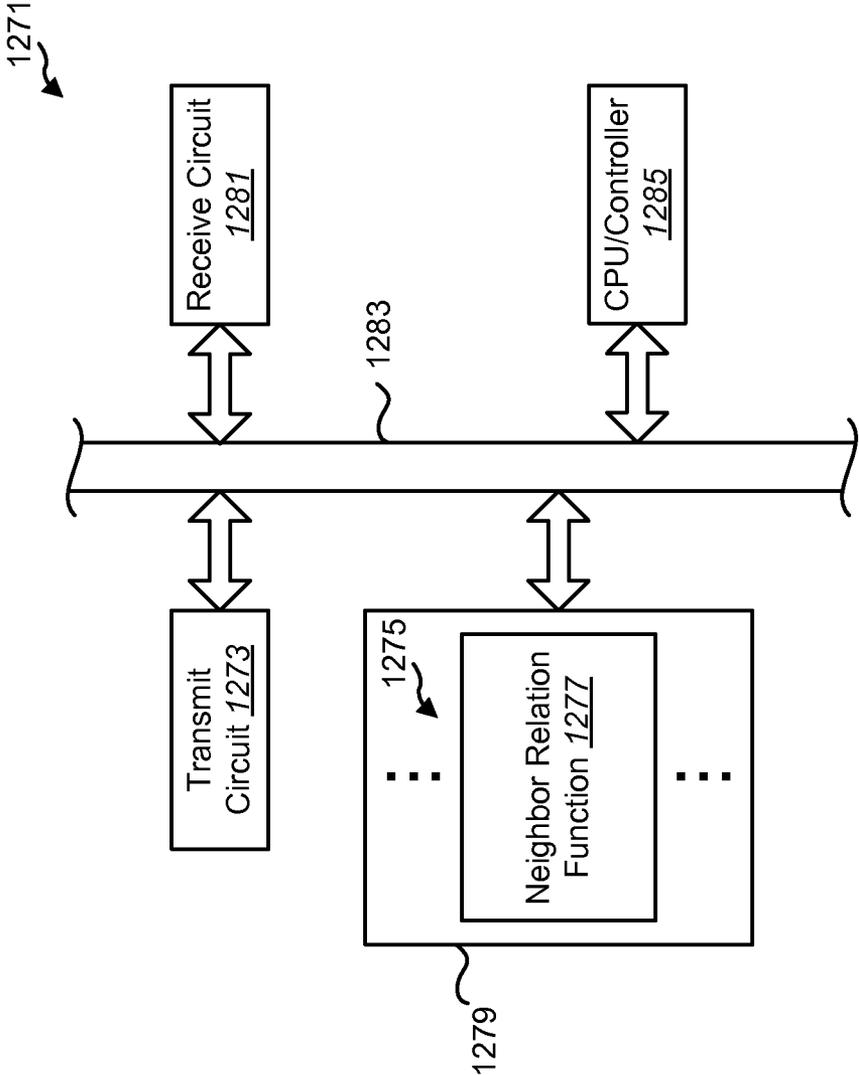 1271
Receive Circuit
1281
CPU/Controller
1285
1283
Transmit
Circuit 1273
1275
Neighbor Relation
Function 1277
1279